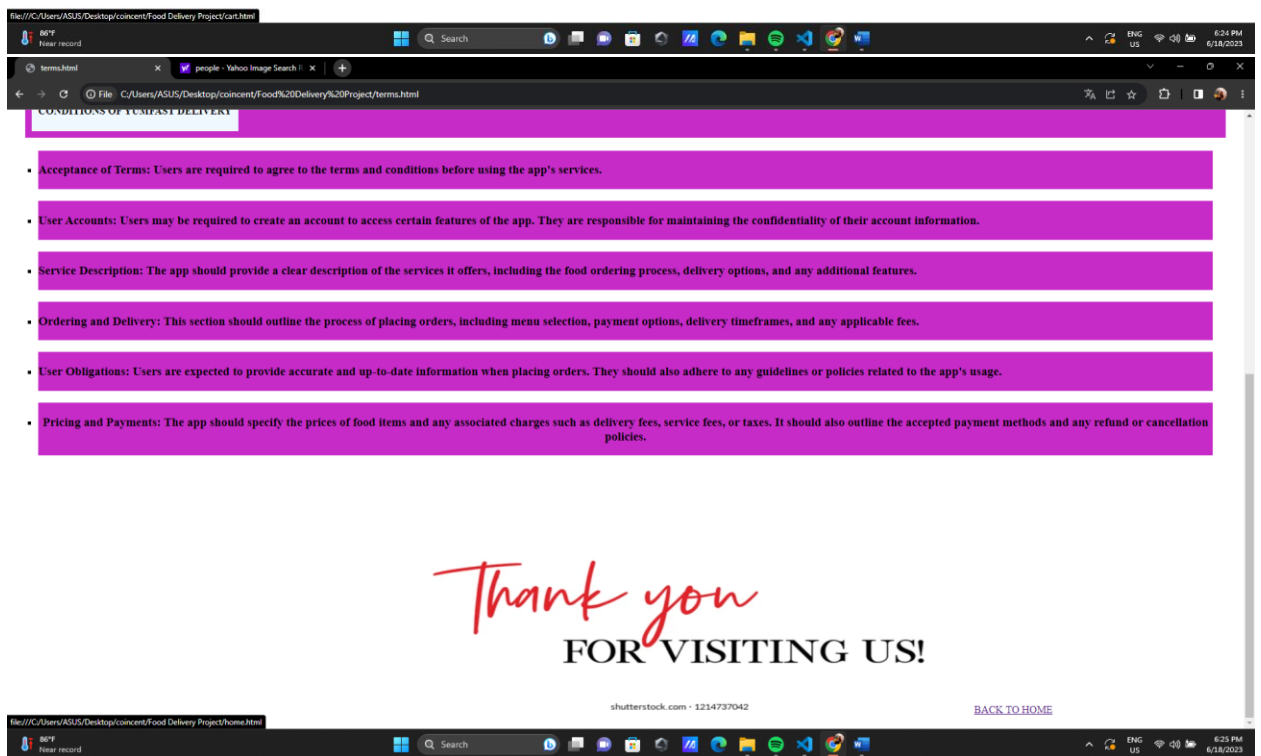 file:///C:/Users/ASUS/Desktop/coincent/Food Delivery Project/cart.html
86°F
Near record
Search
ENG
US
6:24 PM
6/18/2023
terms.html
people - Yahoo Image Search R
File C:/Users/ASUS/Desktop/coincent/Food%20Delivery%20Project/terms.html
CONDITIONS OF YUMFAST DELIVERY
Acceptance of Terms: Users are required to agree to the terms and conditions before using the app's services.
User Accounts: Users may be required to create an account to access certain features of the app. They are responsible for maintaining the confidentiality of their account information.
Service Description: The app should provide a clear description of the services it offers, including the food ordering process, delivery options, and any additional features.
Ordering and Delivery: This section should outline the process of placing orders, including menu selection, payment options, delivery timeframes, and any applicable fees.
User Obligations: Users are expected to provide accurate and up-to-date information when placing orders. They should also adhere to any guidelines or policies related to the app's usage.
Pricing and Payments: The app should specify the prices of food items and any associated charges such as delivery fees, service fees, or taxes. It should also outline the accepted payment methods and any refund or cancellation
policies.
Thank you
FOR VISITING US!
shutterstock.com · 1214737042
BACK TO HOME
file:///C:/Users/ASUS/Desktop/coincent/Food Delivery Project/home.html
86°F
Near record
Search
ENG
US
6:25 PM
6/18/2023